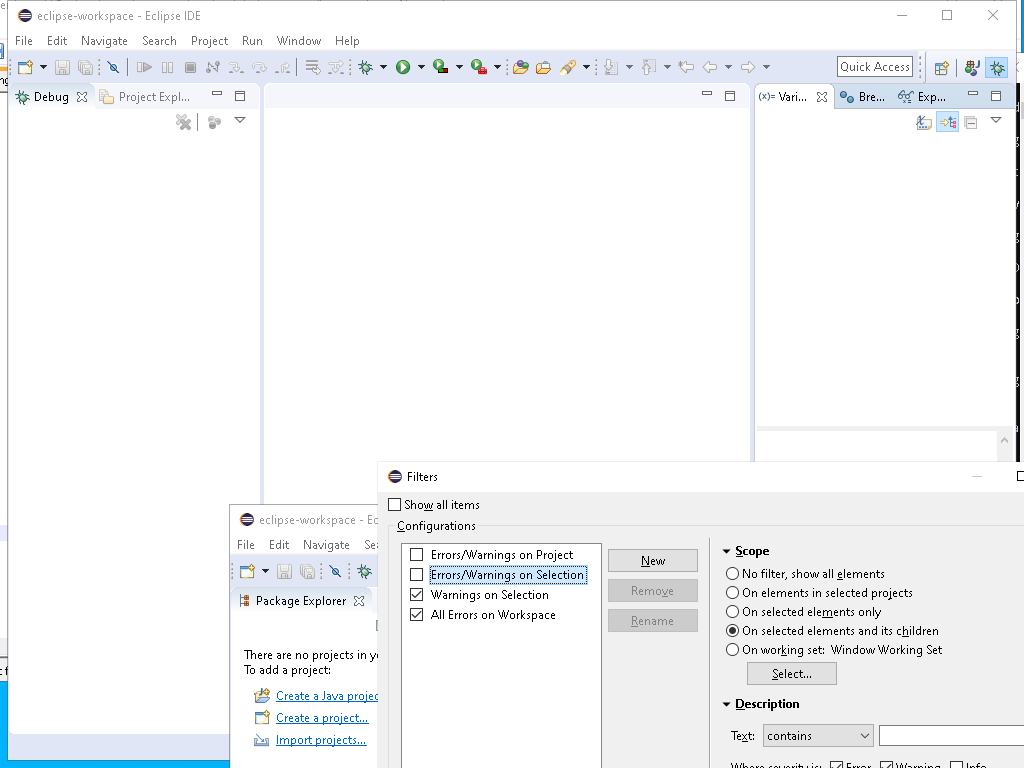 eclipse-workspace - Eclipse IDE
File Edit Navigate Search Project Run Window Help
Quick Access
Debug Project Expl... (x)= Vari... Bre... Exp...
Filters
Show all items
Configurations
Errors/Warnings on Project
Errors/Warnings on Selection
Warnings on Selection
All Errors on Workspace
New
Remove
Rename
Scope
No filter, show all elements
On elements in selected projects
On selected elements only
On selected elements and its children
On working set: Window Working Set
Select...
Description
Text: contains
Where severity is: Error Warning Info
eclipse-workspace - Ec
File Edit Navigate Sea
Package Explorer
There are no projects in yo
To add a project:
Create a Java projec
Create a project...
Import projects...